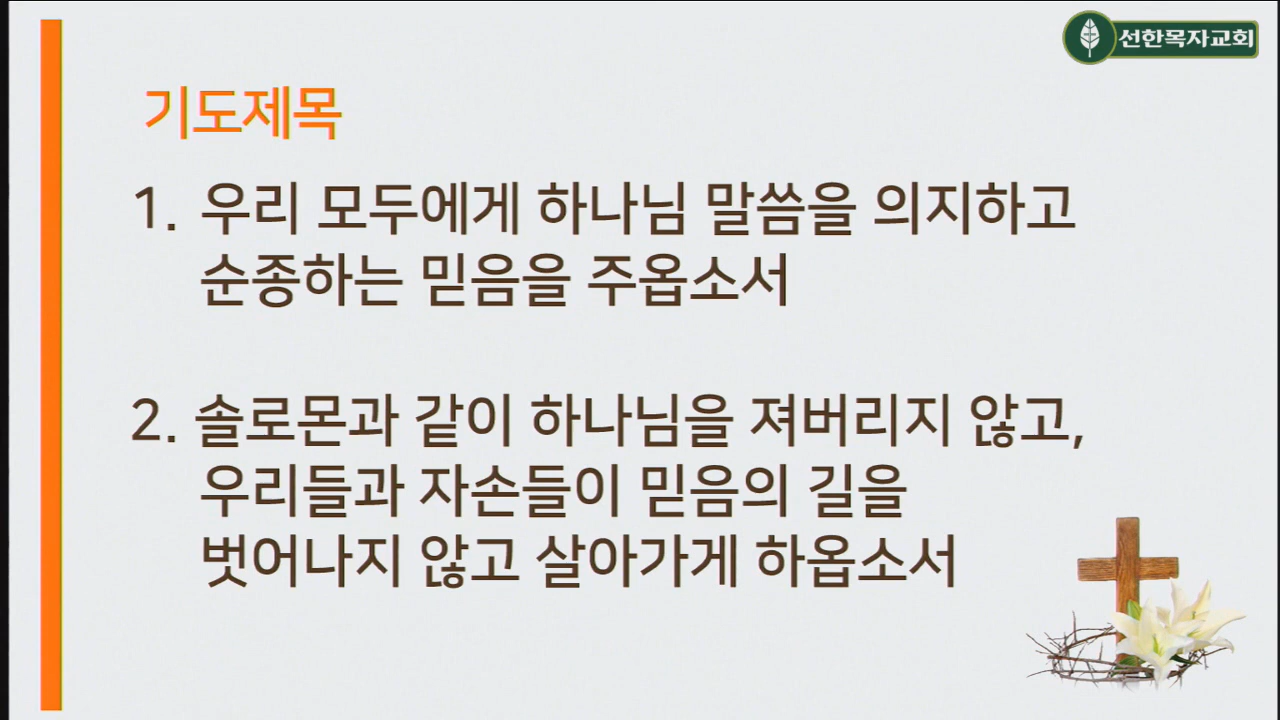 선한목자교회
기도제목
1. 우리 모두에게 하나님 말씀을 의지하고
순종하는 믿음을 주옵소서
2. 솔로몬과 같이 하나님을 져버리지 않고,
우리들과 자손들이 믿음의 길을
벗어나지 않고 살아가게 하옵소서